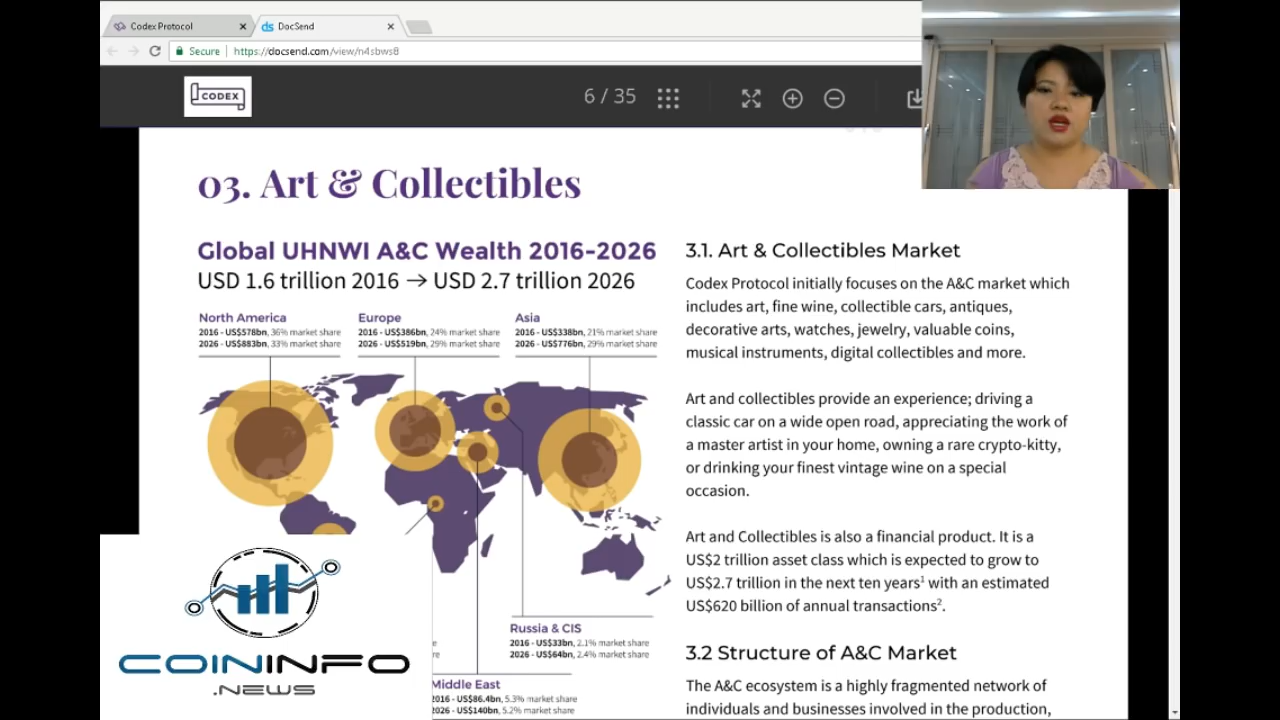 Codex Protocol
DocSend
Secure
https://docsend.com/view/n4sbws8
CODEX
6 / 35
03. Art & Collectibles
Global UHNWI A&C Wealth 2016-2026
USD 1.6 trillion 2016 → USD 2.7 trillion 2026
North America
2016 - US$578bn, 36% market share
2026 - US$883bn, 33% market share
Europe
2016 - US$386bn, 24% market share
2026 - US$519bn, 29% market share
Asia
2016 - US$338bn, 21% market share
2026 - US$776bn, 29% market share
Russia & CIS
2016 - US$33bn, 2.1% market share
2026 - US$64bn, 2.4% market share
Middle East
2016 - US$86.4bn, 5.3% market share
2026 - US$140bn, 5.2% market share
3.1. Art & Collectibles Market
Codex Protocol initially focuses on the A&C market which
includes art, fine wine, collectible cars, antiques,
decorative arts, watches, jewelry, valuable coins,
musical instruments, digital collectibles and more.
Art and collectibles provide an experience; driving a
classic car on a wide open road, appreciating the work of
a master artist in your home, owning a rare crypto-kitty,
or drinking your finest vintage wine on a special
occasion.
Art and Collectibles is also a financial product. It is a
US$2 trillion asset class which is expected to grow to
US$2.7 trillion in the next ten years¹ with an estimated
US$620 billion of annual transactions².
3.2 Structure of A&C Market
The A&C ecosystem is a highly fragmented network of
individuals and businesses involved in the production,
COININFO
.NEWS